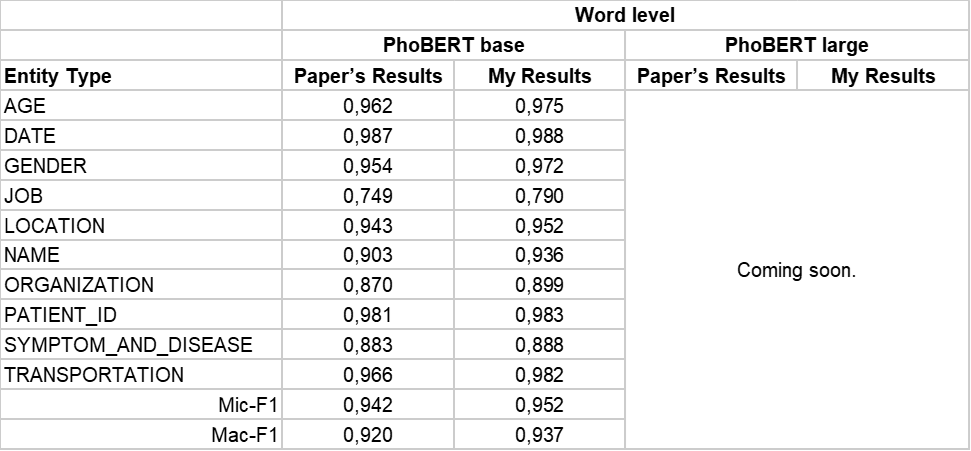 Word level
PhoBERT base PhoBERT large
Entity Type Paper’s Results My Results Paper’s Results My Results
AGE 0,962 0,975
DATE 0,987 0,988
GENDER 0,954 0,972
JOB 0,749 0,790
LOCATION 0,943 0,952
NAME 0,903 0,936
ORGANIZATION 0,870 0,899
Coming soon.
PATIENT_ID 0,981 0,983
SYMPTOM_AND_DISEASE 0,883 0,888
TRANSPORTATION 0,966 0,982
Mic-F1 0,942 0,952
Mac-F1 0,920 0,937